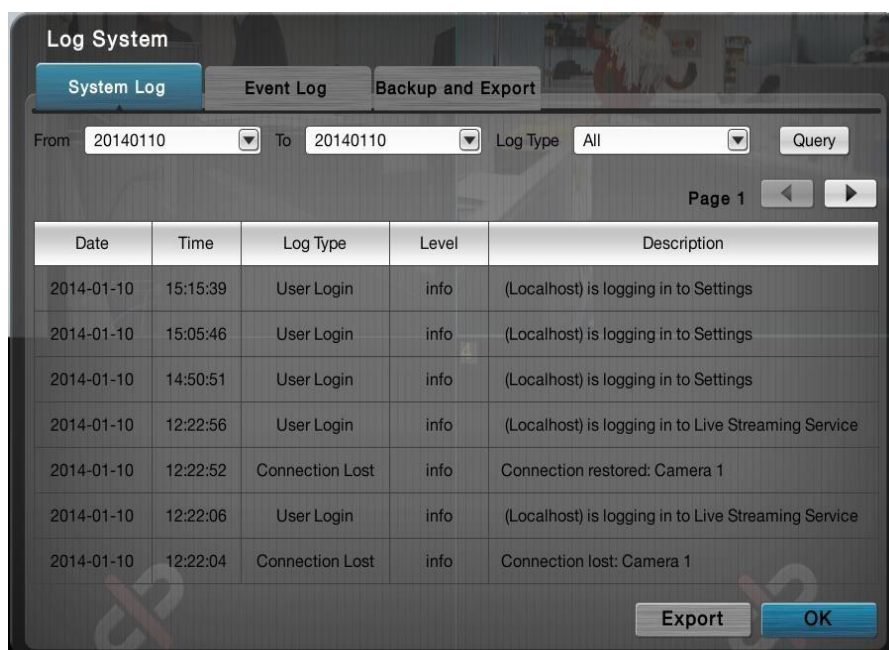 Log System
System Log Event Log Backup and Export
From 20140110 To 20140110 Log Type All Query
Page 1
Date Time Log Type Level Description
2014-01-10 15:15:39 User Login info (Localhost) is logging in to Settings
2014-01-10 15:05:46 User Login info (Localhost) is logging in to Settings
2014-01-10 14:50:51 User Login info (Localhost) is logging in to Settings
2014-01-10 12:22:56 User Login info (Localhost) is logging in to Live Streaming Service
2014-01-10 12:22:52 Connection Lost info Connection restored: Camera 1
2014-01-10 12:22:06 User Login info (Localhost) is logging in to Live Streaming Service
2014-01-10 12:22:04 Connection Lost info Connection lost: Camera 1
Export OK